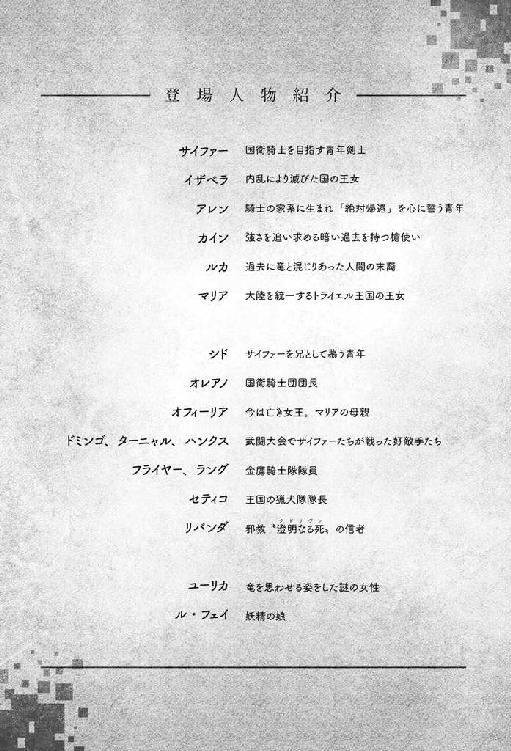 登場人物紹介
サイファー 国衛騎士を目指す青年剣士
イザベラ 内乱により滅びた国の王女
アレン 騎士の家系に生まれ「絶対帰還」を心に誓う青年
カイン 強さを追い求める暗い過去を持つ槍使い
ルカ 過去に竜と混じりあった人間の末裔
マリア 大陸を統一するトライエル王国の王女
シド サイファーを兄として慕う青年
オレアノ 国衛騎士団団長
オフィーリア 今は亡き女王。マリアの母親
ドミンゴ、ターニャル、ハンクス 武闘大会でサイファーたちが戦った好敵手たち
フライヤー、ラング 金鷹騎士隊隊員
セティコ 王国の猟犬隊隊長
リバンダ 邪教〝澄明なる死〟の信者
ユーリカ 竜を思わせる姿をした謎の女性
ル・フェイ 妖精の娘